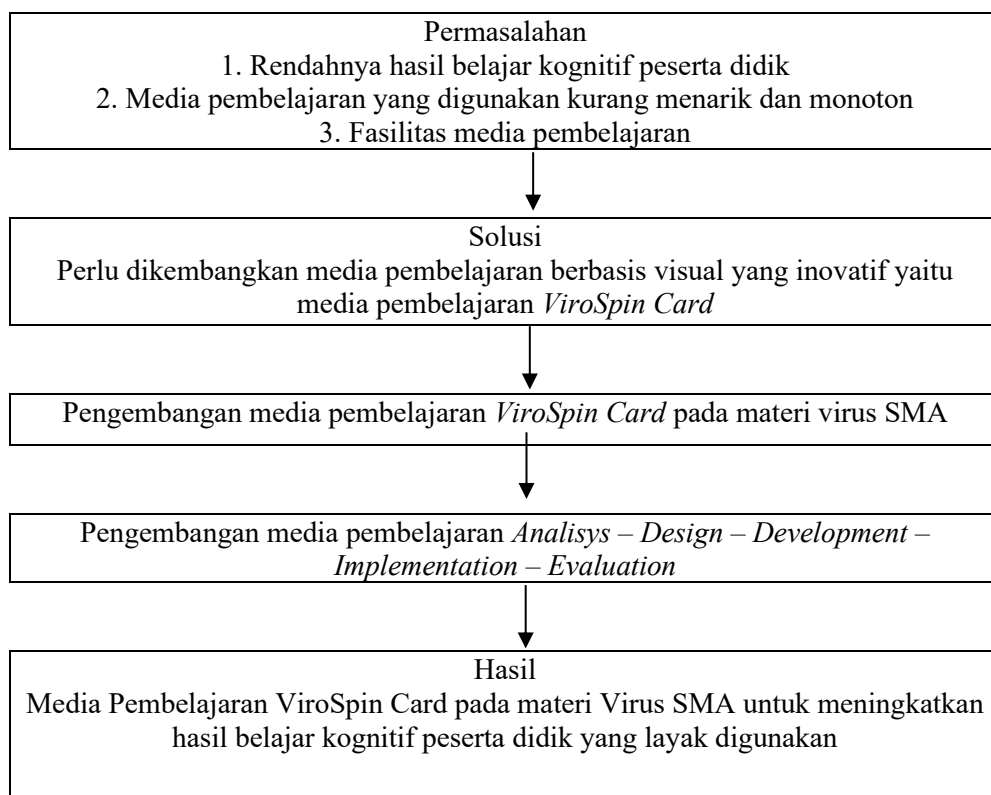 Permasalahan
1. Rendahnya hasil belajar kognitif peserta didik
2. Media pembelajaran yang digunakan kurang menarik dan monoton
3. Fasilitas media pembelajaran
Solusi
Perlu dikembangkan media pembelajaran berbasis visual yang inovatif yaitu
media pembelajaran ViroSpin Card
Pengembangan media pembelajaran ViroSpin Card pada materi virus SMA
Pengembangan media pembelajaran Analisys – Design – Development –
Implementation – Evaluation
Hasil
Media Pembelajaran ViroSpin Card pada materi Virus SMA untuk meningkatkan
hasil belajar kognitif peserta didik yang layak digunakan